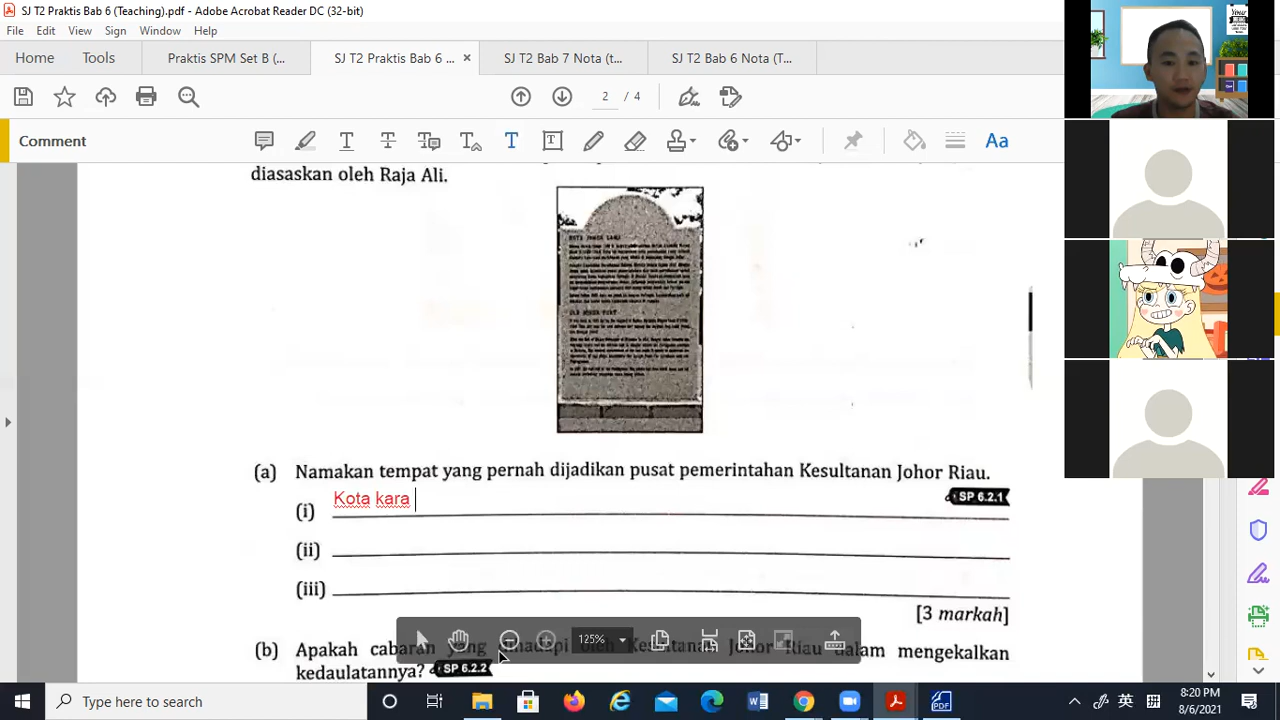 SJ T2 Praktis Bab 6 (Teaching).pdf - Adobe Acrobat Reader DC (32-bit)
File Edit View Sign Window Help
Home Tools Praktis SPM Set B (... SJ T2 Praktis Bab 6 ... × SJ T2 Bab 7 Nota (t... SJ T2 Bab 6 Nota (T...
2 / 4
Comment
Aa
diasaskan oleh Raja Ali.
(a) Namakan tempat yang pernah dijadikan pusat pemerintahan Kesultanan Johor Riau.
SP 6.2.1
(i) Kota kara
(ii)
(iii)
[3 markah]
125%
(b) Apakah cabaran yang dihadapi oleh Kesultanan Johor Riau dalam mengekalkan
kedaulatannya? SP 6.2.2
Type here to search
英 拼
8:20 PM
8/6/2021